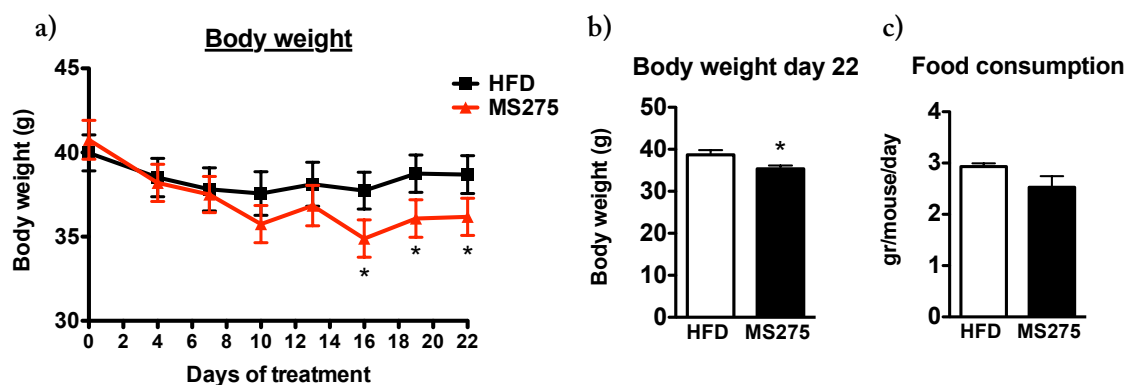 a)
Body weight
HFD
MS275
Body weight (g)
45
40
35
30
*
*
*
0 2 4 6 8 10 12 14 16 18 20 22
Days of treatment
b)
Body weight day 22
Body weight (g)
50
40
30
20
10
0
*
HFD MS275
c)
Food consumption
gr/mouse/day
4
3
2
1
0
HFD MS275